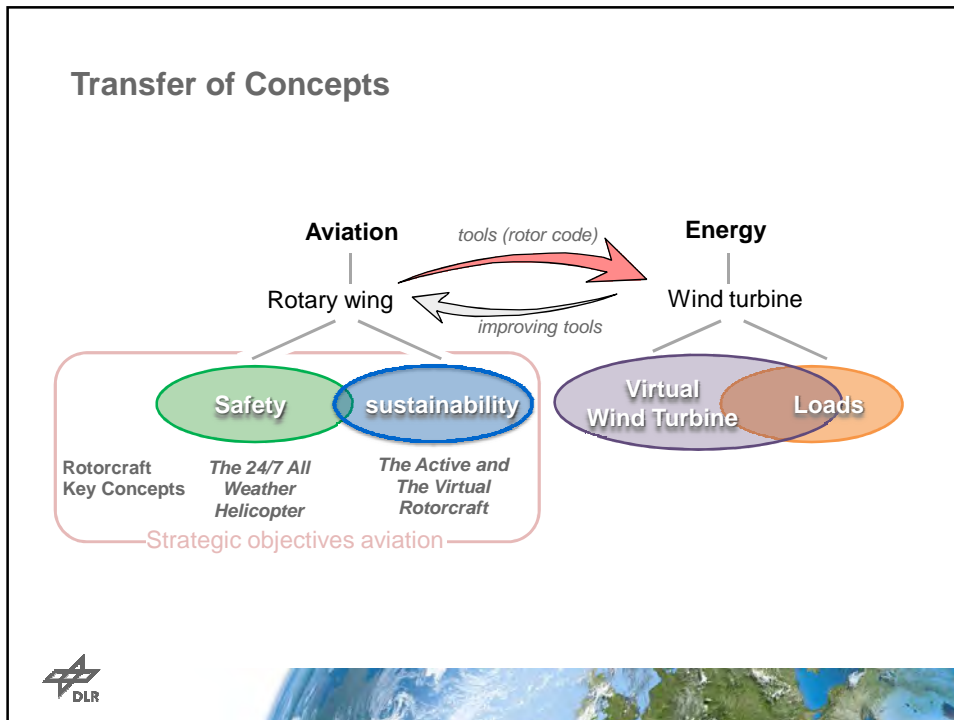 Transfer of Concepts
Aviation
tools (rotor code)
Energy
Rotary wing
Wind turbine
improving tools
Safety
sustainability
Virtual
Wind Turbine
Loads
Rotorcraft
Key Concepts
The 24/7 All
Weather
Helicopter
The Active and
The Virtual
Rotorcraft
Strategic objectives aviation
DLR